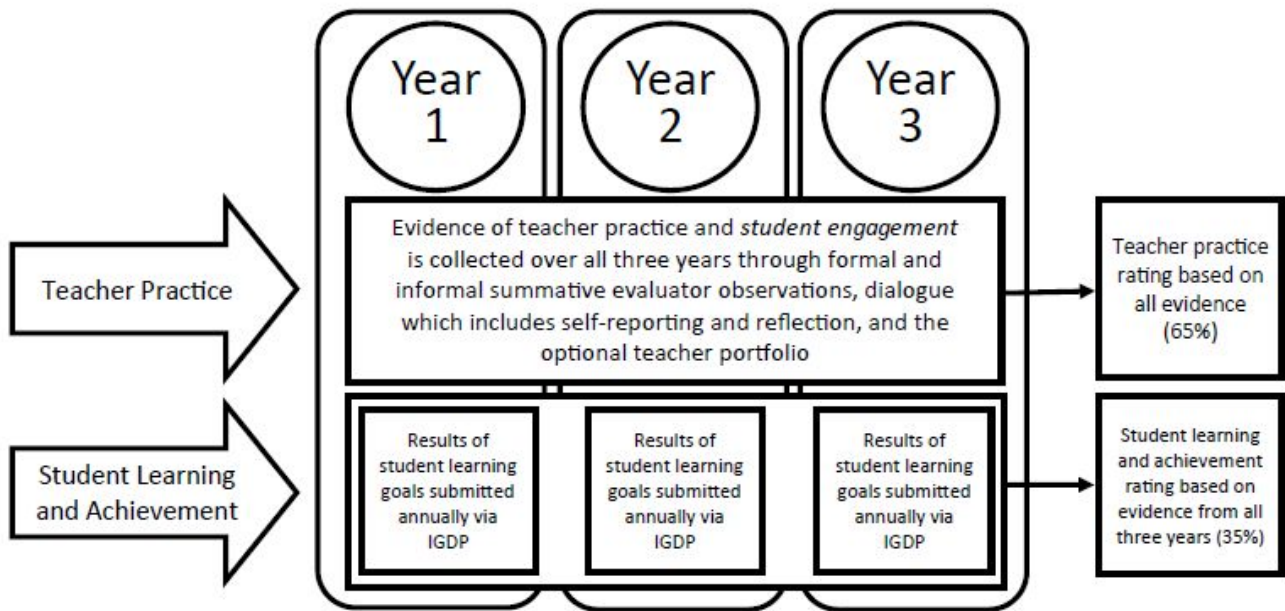 Year
1
Year
2
Year
3
Teacher Practice
Evidence of teacher practice and student engagement
is collected over all three years through formal and
informal summative evaluator observations, dialogue
which includes self-reporting and reflection, and the
optional teacher portfolio
Teacher practice
rating based on
all evidence
(65%)
Student Learning
and Achievement
Results of
student learning
goals submitted
annually via
IGDP
Results of
student learning
goals submitted
annually via
IGDP
Results of
student learning
goals submitted
annually via
IGDP
Student learning
and achievement
rating based on
evidence from all
three years (35%)